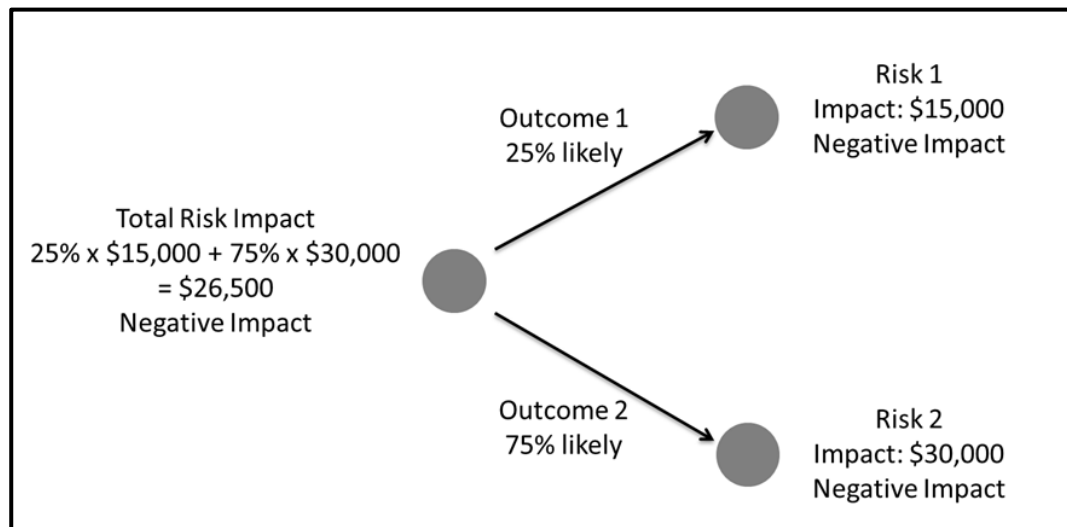 Risk 1
Impact: $15,000
Negative Impact
Outcome 1
25% likely
Total Risk Impact
25% x $15,000 + 75% x $30,000
= $26,500
Negative Impact
Outcome 2
75% likely
Risk 2
Impact: $30,000
Negative Impact